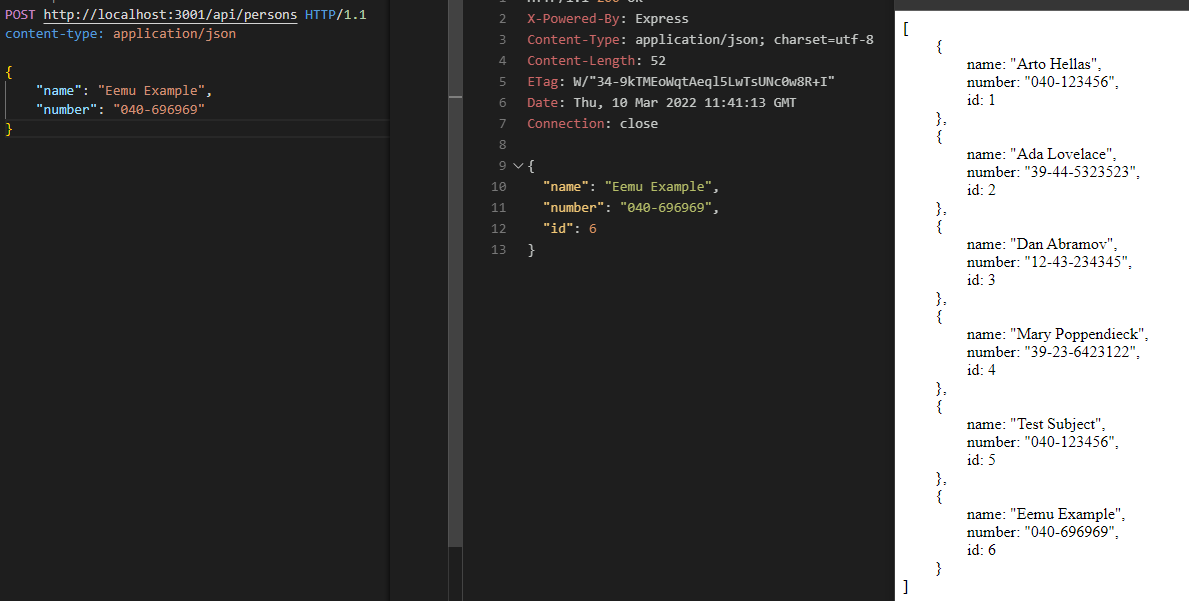 POST http://localhost:3001/api/persons HTTP/1.1
content-type: application/json
{
"name": "Eemu Example",
"number": "040-696969"
}
2 X-Powered-By: Express
3 Content-Type: application/json; charset=utf-8
4 Content-Length: 52
5 ETag: W/"34-9kTMEoWqtAeql5LwTsUNc0w8R+I"
6 Date: Thu, 10 Mar 2022 11:41:13 GMT
7 Connection: close
8
9 {
10 "name": "Eemu Example",
11 "number": "040-696969",
12 "id": 6
13 }
[
{
name: "Arto Hellas",
number: "040-123456",
id: 1
},
{
name: "Ada Lovelace",
number: "39-44-5323523",
id: 2
},
{
name: "Dan Abramov",
number: "12-43-234345",
id: 3
},
{
name: "Mary Poppendieck",
number: "39-23-6423122",
id: 4
},
{
name: "Test Subject",
number: "040-123456",
id: 5
},
{
name: "Eemu Example",
number: "040-696969",
id: 6
}
]